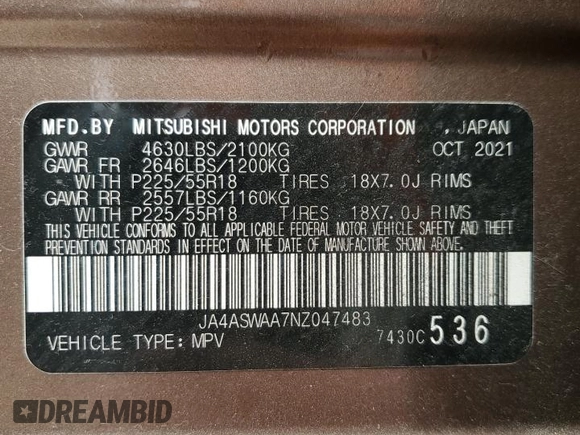 MFD.BY MITSUBISHI MOTORS CORPORATION , JAPAN
GVWR 4630LBS/2100KG OCT 2021
GAWR FR 2646LBS/1200KG
WITH P225/55R18 TIRES 18X7.0J RIMS
GAWR RR 2557LBS/1160KG
WITH P225/55R18 TIRES 18X7.0J RIMS
THIS VEHICLE CONFORMS TO ALL APPLICABLE FEDERAL MOTOR VEHICLE SAFETY AND THEFT
PREVENTION STANDARDS IN EFFECT ON THE DATE OF MANUFACTURE SHOWN ABOVE.
JA4ASWAA7NZ047483
VEHICLE TYPE: MPV 7430C 536
DREAMBID